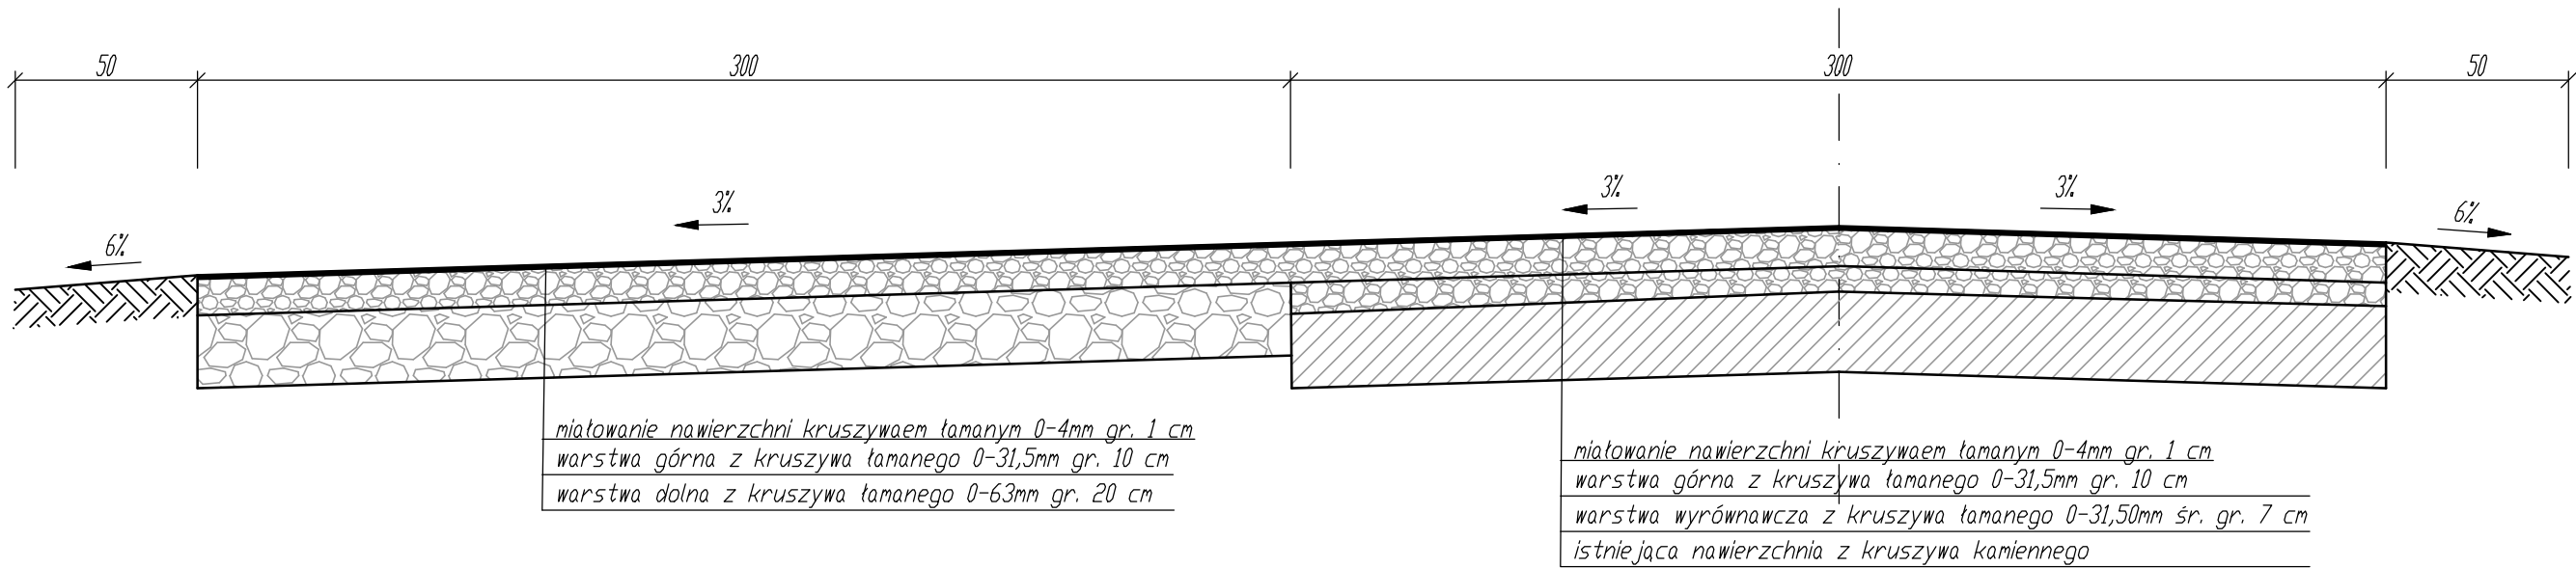 50
300
300
50
6%
3%
3%
3%
6%
miałowanie nawierzchni kruszywaem łamanym 0-4mm gr. 1 cm
warstwa górna z kruszywa łamanego 0-31,5mm gr. 10 cm
warstwa dolna z kruszywa łamanego 0-63mm gr. 20 cm
miałowanie nawierzchni kruszywaem łamanym 0-4mm gr. 1 cm
warstwa górna z kruszywa łamanego 0-31,5mm gr. 10 cm
warstwa wyrównawcza z kruszywa łamanego 0-31,50mm śr. gr. 7 cm
istniejąca nawierzchnia z kruszywa kamiennego